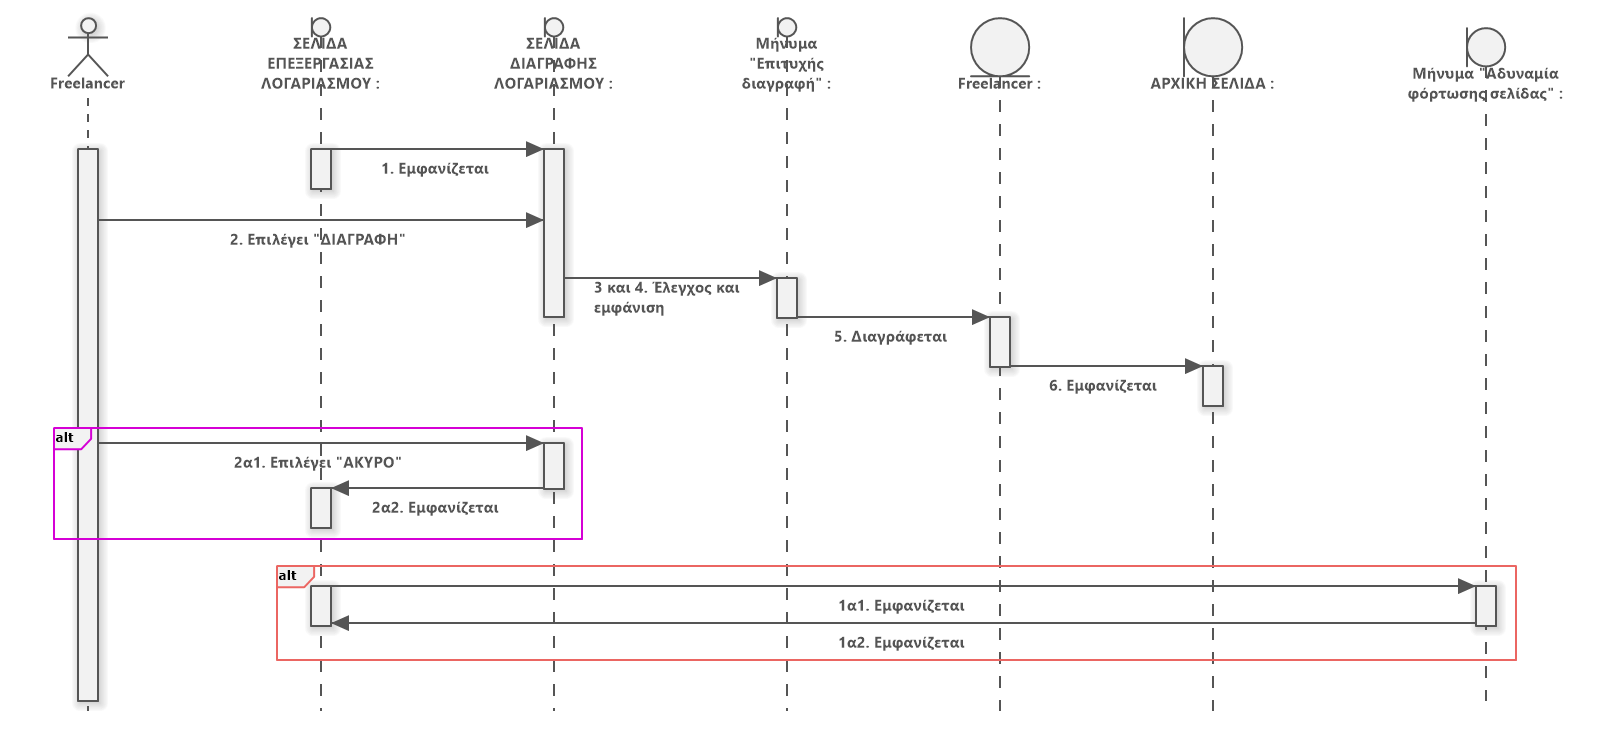 Freelancer
ΣΕΛΙΔΑ
ΕΠΕΞΕΡΓΑΣΙΑΣ
ΛΟΓΑΡΙΑΣΜΟΥ :
ΣΕΛΙΔΑ
ΔΙΑΓΡΑΦΗΣ
ΛΟΓΑΡΙΑΣΜΟΥ :
Μήνυμα
"Επιτυχής
διαγραφή" :
Freelancer :
ΑΡΧΙΚΗ ΣΕΛΙΔΑ :
Μήνυμα "Αδυναμία
φόρτωσης σελίδας" :
1. Εμφανίζεται
2. Επιλέγει "ΔΙΑΓΡΑΦΗ"
3 και 4. Έλεγχος και
εμφάνιση
5. Διαγράφεται
6. Εμφανίζεται
alt
2α1. Επιλέγει "ΑΚΥΡΟ"
2α2. Εμφανίζεται
alt
1α1. Εμφανίζεται
1α2. Εμφανίζεται